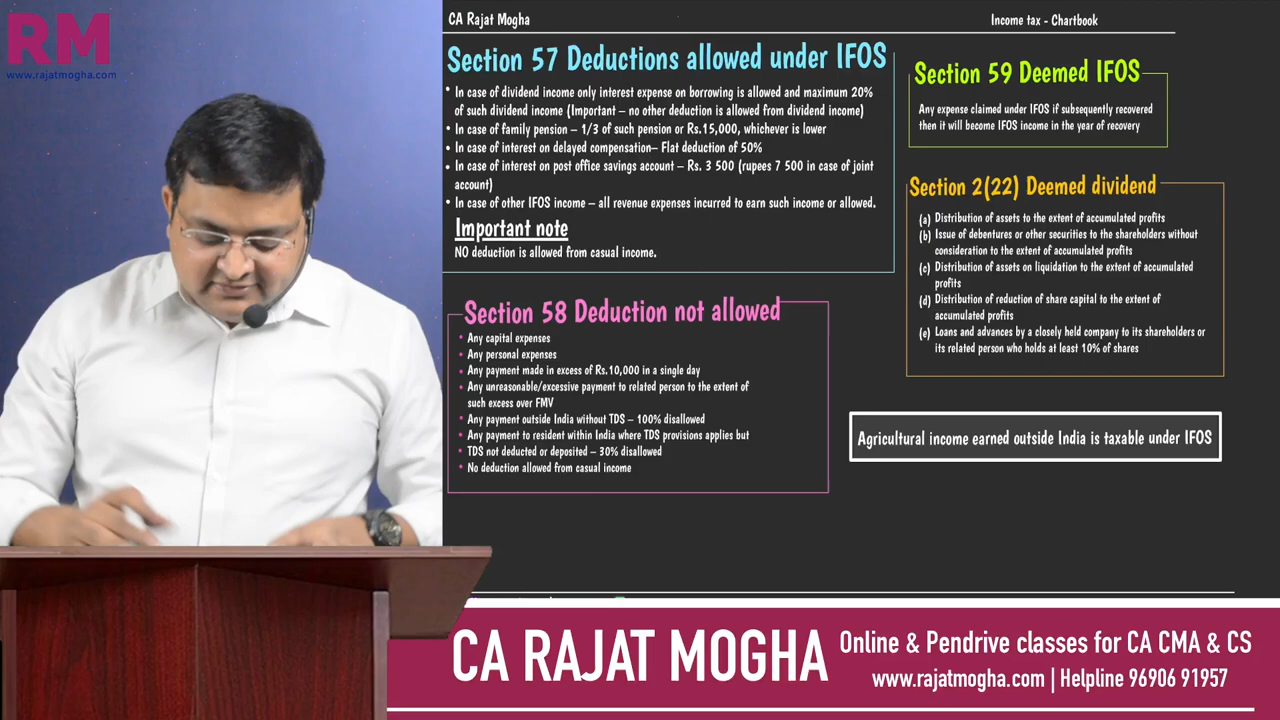 RM
www.rajatmogha.com
CA Rajat Mogha
Income tax - Chartbook
Section 57 Deductions allowed under IFOS
• In case of dividend income only interest expense on borrowing is allowed and maximum 20%
of such dividend income (Important – no other deduction is allowed from dividend income)
• In case of family pension – 1/3 of such pension or Rs.15,000, whichever is lower
• In case of interest on delayed compensation– Flat deduction of 50%
• In case of interest on post office savings account – Rs. 3 500 (rupees 7 500 in case of joint
account)
• In case of other IFOS income – all revenue expenses incurred to earn such income or allowed.
Important note
NO deduction is allowed from casual income.
Section 58 Deduction not allowed
• Any capital expenses
• Any personal expenses
• Any payment made in excess of Rs.10,000 in a single day
• Any unreasonable/excessive payment to related person to the extent of
such excess over FMV
• Any payment outside India without TDS – 100% disallowed
• Any payment to resident within India where TDS provisions applies but
• TDS not deducted or deposited – 30% disallowed
• No deduction allowed from casual income
Section 59 Deemed IFOS
Any expense claimed under IFOS if subsequently recovered
then it will become IFOS income in the year of recovery
Section 2(22) Deemed dividend
(a) Distribution of assets to the extent of accumulated profits
(b) Issue of debentures or other securities to the shareholders without
consideration to the extent of accumulated profits
(c) Distribution of assets on liquidation to the extent of accumulated
profits
(d) Distribution of reduction of share capital to the extent of
accumulated profits
(e) Loans and advances by a closely held company to its shareholders or
its related person who holds at least 10% of shares
Agricultural income earned outside India is taxable under IFOS
CA RAJAT MOGHA
Online & Pendrive classes for CA CMA & CS
www.rajatmogha.com | Helpline 96906 91957